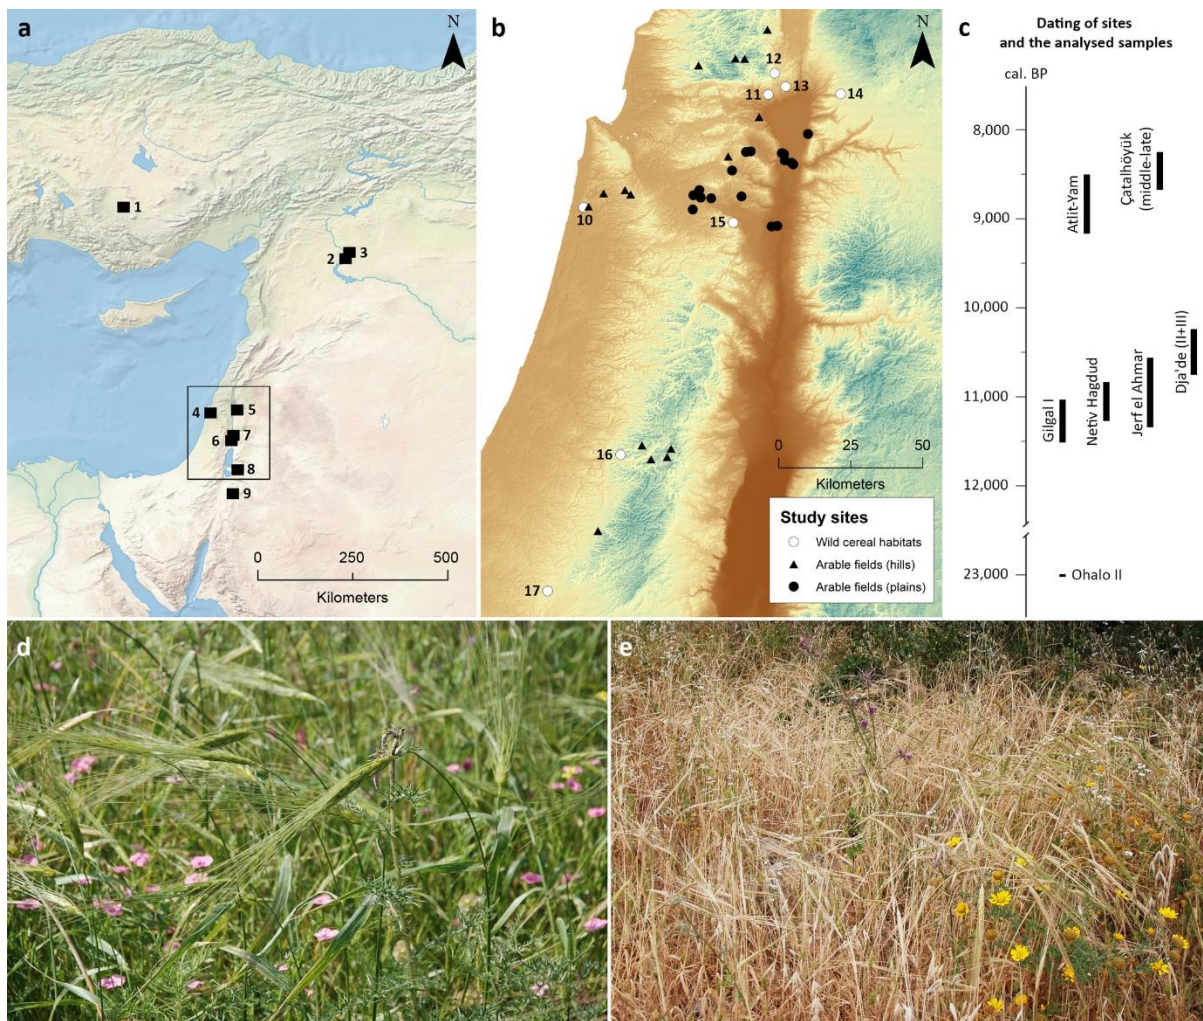 a
N
1
2
3
4
5
6
7
8
9
0 250 500
Kilometers
b
N
12
11
13
14
10
15
16
17
0 25 50
Kilometers
Study sites
Wild cereal habitats
Arable fields (hills)
Arable fields (plains)
c
Dating of sites
and the analysed samples
cal. BP
8,000
9,000
10,000
11,000
12,000
23,000
Atlit-Yam
Çatalhöyük
(middle-late)
Gilgal I
Netiv Hagdud
Jerf el Ahmar
Dja'de (II+III)
Ohalo II
d
e